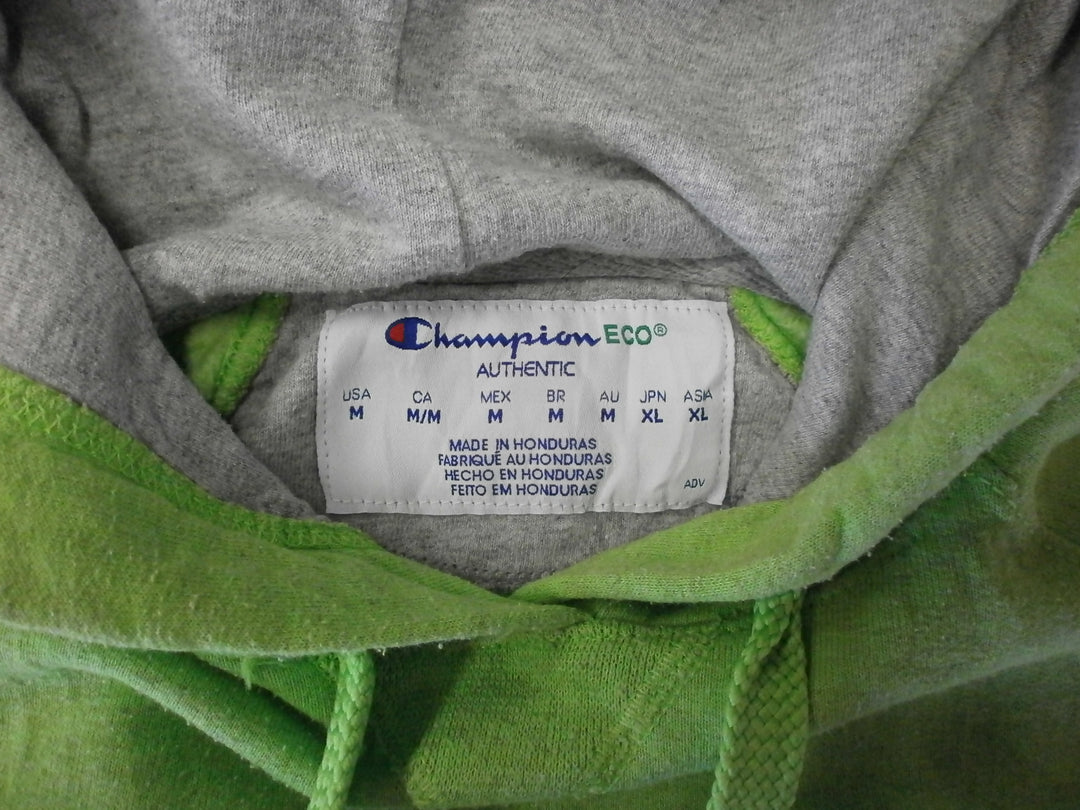 Champion ECO®
AUTHENTIC
USA CA MEX BR AU JPN ASIA
M M/M M M M XL XL
MADE IN HONDURAS
FABRIQUÉ AU HONDURAS
HECHO EN HONDURAS
FEITO EM HONDURAS
ADV